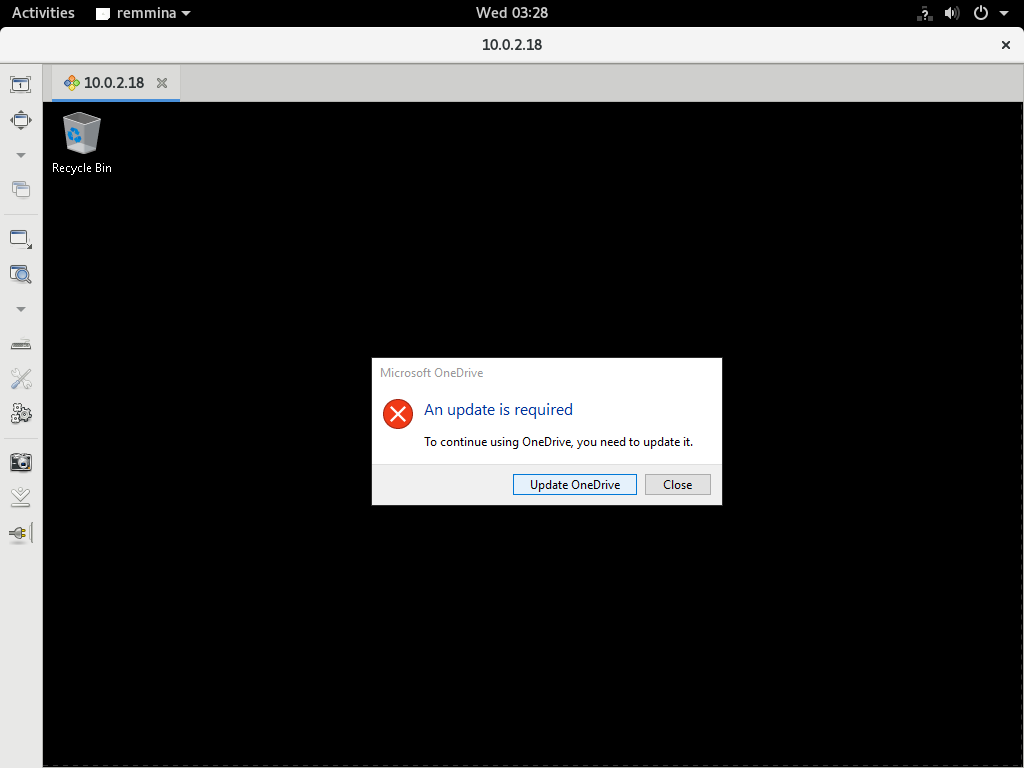 Activities remmina Wed 03:28
10.0.2.18
10.0.2.18
Recycle Bin
Microsoft OneDrive
An update is required
To continue using OneDrive, you need to update it.
Update OneDrive Close